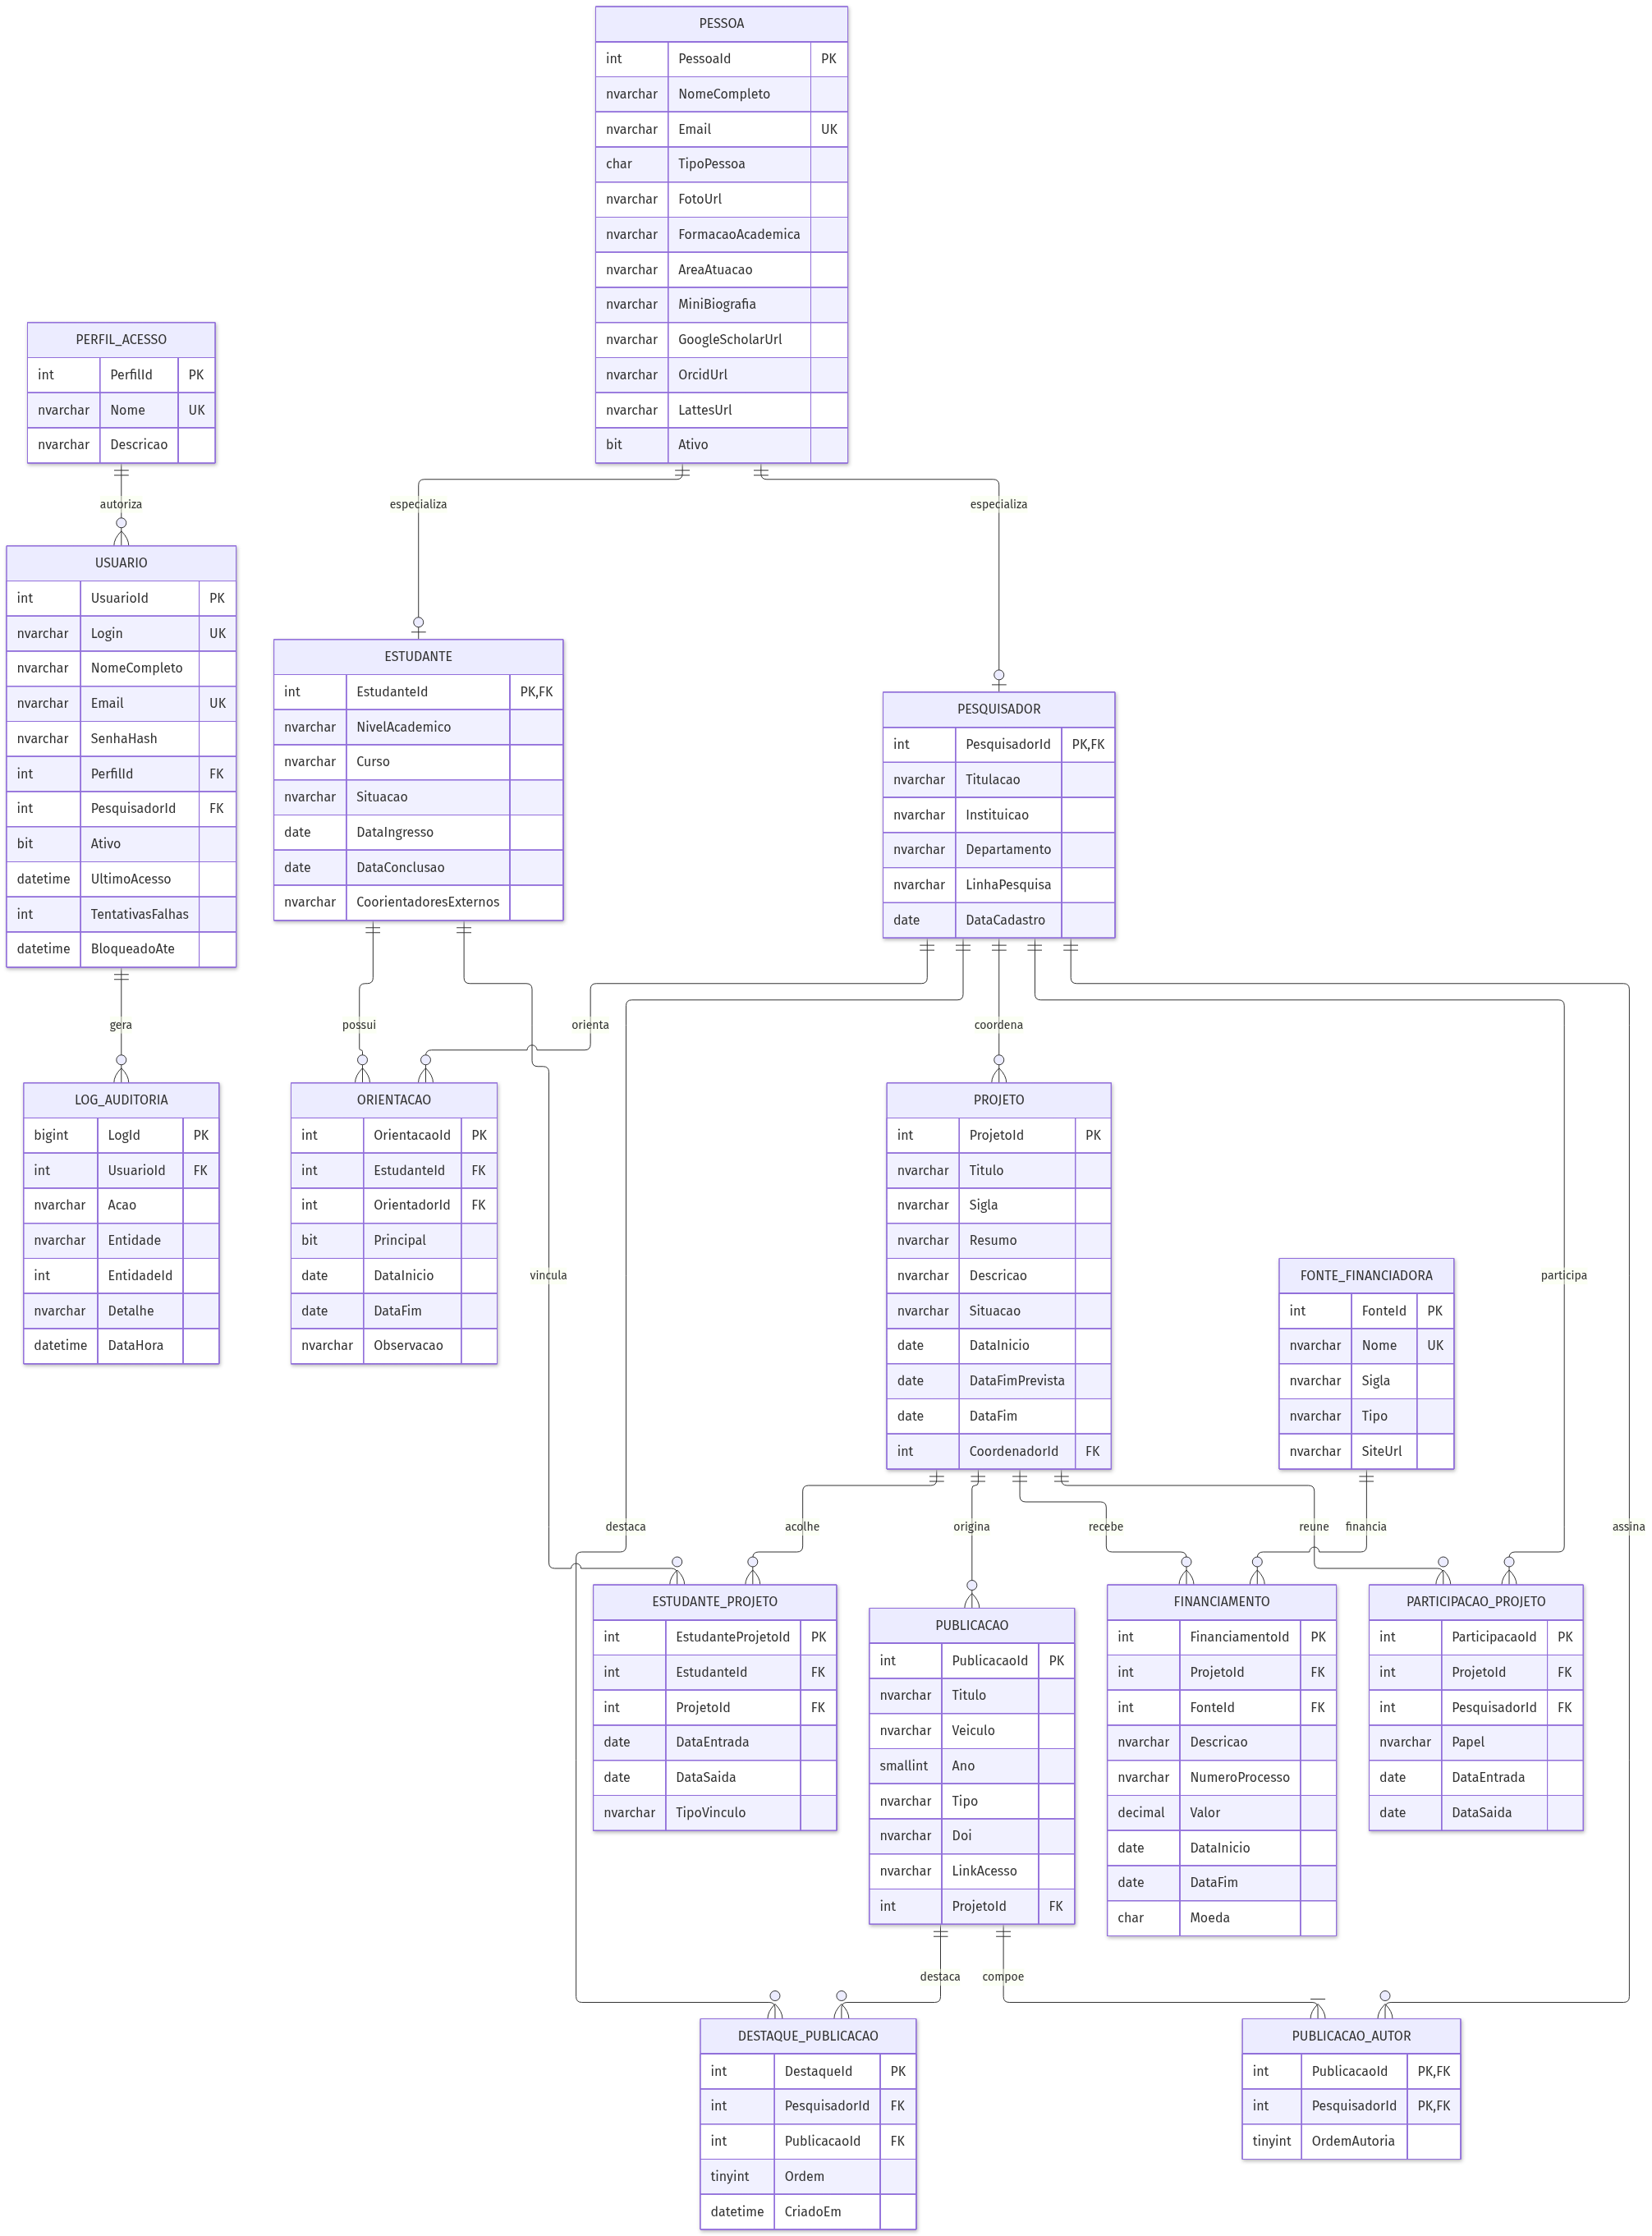 PESSOA
int PessoaId PK
nvarchar NomeCompleto
nvarchar Email UK
char TipoPessoa
nvarchar FotoUrl
nvarchar FormacaoAcademica
nvarchar AreaAtuacao
nvarchar MiniBiografia
nvarchar GoogleScholarUrl
nvarchar OrcidUrl
nvarchar LattesUrl
bit Ativo
PERFIL_ACESSO
int PerfilId PK
nvarchar Nome UK
nvarchar Descricao
autoriza
especializa
especializa
USUARIO
int UsuarioId PK
nvarchar Login UK
nvarchar NomeCompleto
nvarchar Email UK
nvarchar SenhaHash
int PerfilId FK
int PesquisadorId FK
bit Ativo
datetime UltimoAcesso
int TentativasFalhas
datetime BloqueadoAte
ESTUDANTE
int EstudanteId PK,FK
nvarchar NivelAcademico
nvarchar Curso
nvarchar Situacao
date DataIngresso
date DataConclusao
nvarchar CoorientadoresExternos
PESQUISADOR
int PesquisadorId PK,FK
nvarchar Titulacao
nvarchar Instituicao
nvarchar Departamento
nvarchar LinhaPesquisa
date DataCadastro
gera
possui
orienta
coordena
LOG_AUDITORIA
bigint LogId PK
int UsuarioId FK
nvarchar Acao
nvarchar Entidade
int EntidadeId
nvarchar Detalhe
datetime DataHora
ORIENTACAO
int OrientacaoId PK
int EstudanteId FK
int OrientadorId FK
bit Principal
date DataInicio
date DataFim
nvarchar Observacao
vincula
PROJETO
int ProjetoId PK
nvarchar Titulo
nvarchar Sigla
nvarchar Resumo
nvarchar Descricao
nvarchar Situacao
date DataInicio
date DataFimPrevista
date DataFim
int CoordenadorId FK
FONTE_FINANCIADORA
int FonteId PK
nvarchar Nome UK
nvarchar Sigla
nvarchar Tipo
nvarchar SiteUrl
participa
destaca
acolhe
origina
recebe
reune
financia
assina
ESTUDANTE_PROJETO
int EstudanteProjetoId PK
int EstudanteId FK
int ProjetoId FK
date DataEntrada
date DataSaida
nvarchar TipoVinculo
PUBLICACAO
int PublicacaoId PK
nvarchar Titulo
nvarchar Veiculo
smallint Ano
nvarchar Tipo
nvarchar Doi
nvarchar LinkAcesso
int ProjetoId FK
FINANCIAMENTO
int FinanciamentoId PK
int ProjetoId FK
int FonteId FK
nvarchar Descricao
nvarchar NumeroProcesso
decimal Valor
date DataInicio
date DataFim
char Moeda
PARTICIPACAO_PROJETO
int ParticipacaoId PK
int ProjetoId FK
int PesquisadorId FK
nvarchar Papel
date DataEntrada
date DataSaida
destaca
compoe
DESTAQUE_PUBLICACAO
int DestaqueId PK
int PesquisadorId FK
int PublicacaoId FK
tinyint Ordem
datetime CriadoEm
PUBLICACAO_AUTOR
int PublicacaoId PK,FK
int PesquisadorId PK,FK
tinyint OrdemAutoria